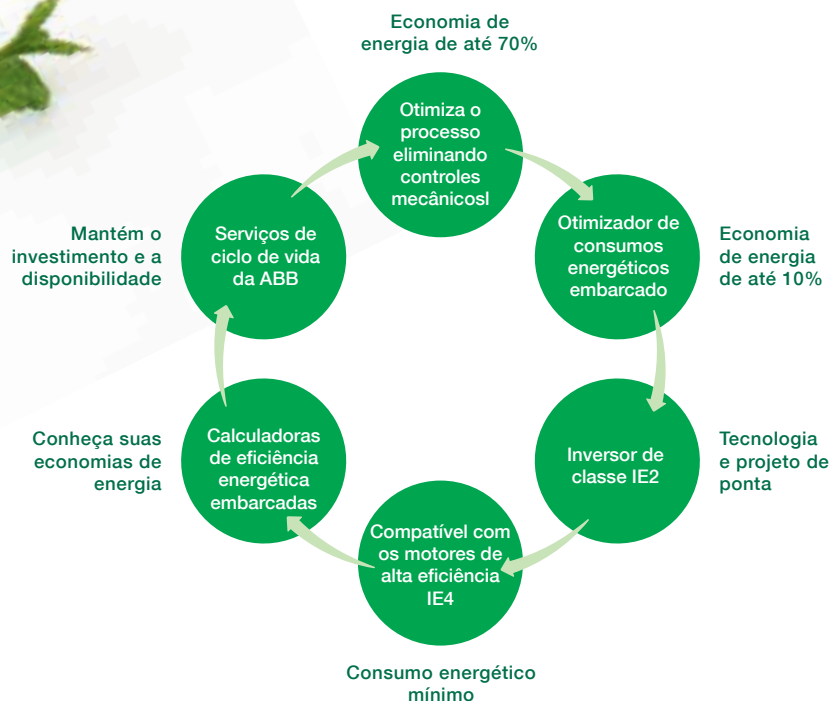 Economia de
energia de até 70%
Otimiza o
processo
eliminando
controles
mecânicosl
Otimizador de
consumos
energéticos
embarcado
Economia
de energia
de até 10%
Inversor de
classe IE2
Tecnologia
e projeto de
ponta
Compatível com
os motores de
alta eficiência
IE4
Consumo energético
mínimo
Calculadoras
de eficiência
energética
embarcadas
Conheça suas
economias de
energia
Serviços de
ciclo de vida
da ABB
Mantém o
investimento e a
disponibilidade